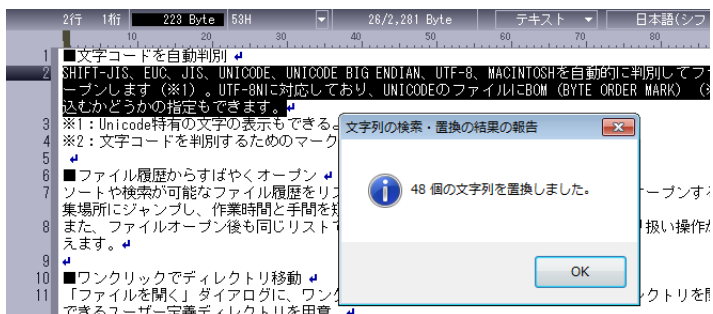 2行 1桁 223 Byte 53H 26/2,281 Byte テキスト 日本語(シフ
10 20 30 40 50 60 70 80
1 ■文字コードを自動判別
2 SHIFT-JIS、EUC、JIS、UNICODE、UNICODE BIG ENDIAN、UTF-8、MACINTOSHを自動的に判別してフ
ープンします（※1）。UTF-8Nに対応しており、UNICODEのファイルにBOM (BYTE ORDER MARK) （※
込むかどうかの指定もできます。
3 ※1：Unicode特有の文字の表示もできる
4 ※2：文字コードを判別するためのマーク
5
6 ■ファイル履歴からすばやくオープン
7 ソートや検索が可能なファイル履歴をリス
ープンする
集場所にジャンプし、作業時間と手間を
8 また、ファイルオープン後も同じリストで
り扱い操作が
えます。
9
10 ■ワンクリックでディレクトリ移動
11 「ファイルを開く」ダイアログに、ワンク
レクトリを
できるユーザー定義ディレクトリを用意。
文字列の検索・置換の結果の報告
48 個の文字列を置換しました。
OK